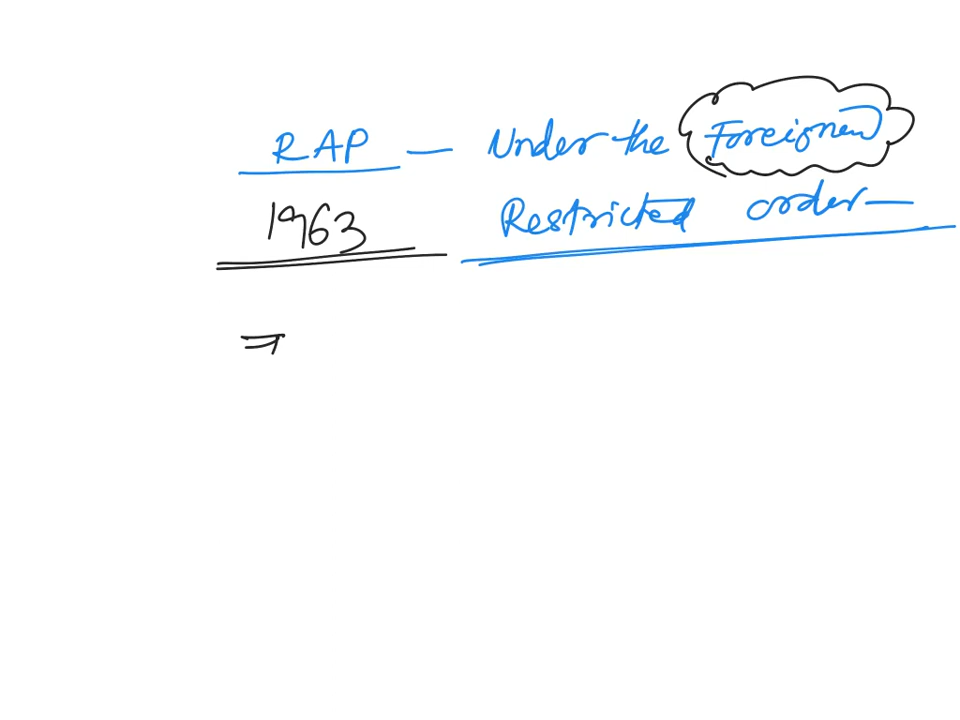 RAP — Under the Foreigner
1963 Restricted order —
⇒